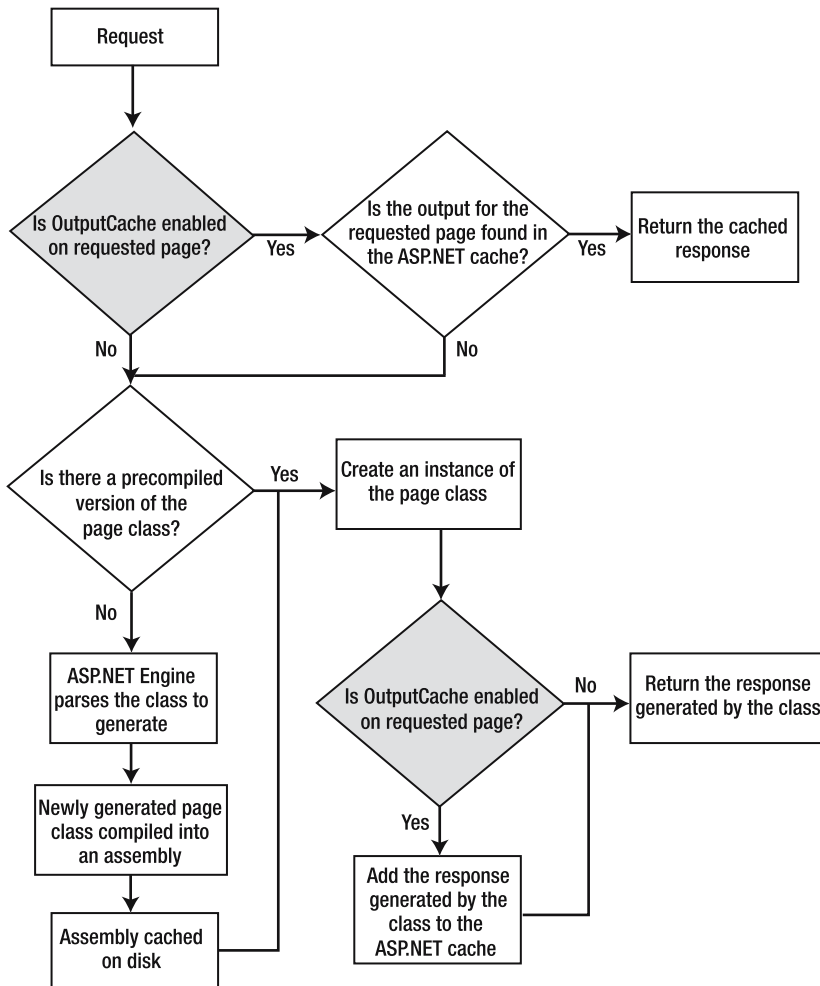 Request
Is OutputCache enabled
on requested page?
Yes
Is the output for the
requested page found in
the ASP.NET cache?
Yes
Return the cached
response
No
No
Is there a precompiled
version of the
page class?
Yes
Create an instance of
the page class
No
ASP.NET Engine
parses the class to
generate
Is OutputCache enabled
on requested page?
No
Return the response
generated by the class
Newly generated page
class compiled into
an assembly
Yes
Add the response
generated by the
class to the
ASP.NET cache
Assembly cached
on disk